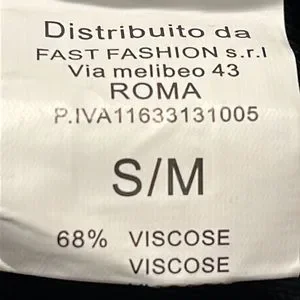 Distribuito da
FAST FASHION s.r.l
Via melibeo 43
ROMA
P.IVA11633131005
S/M
68% VISCOSE
VISCOSE